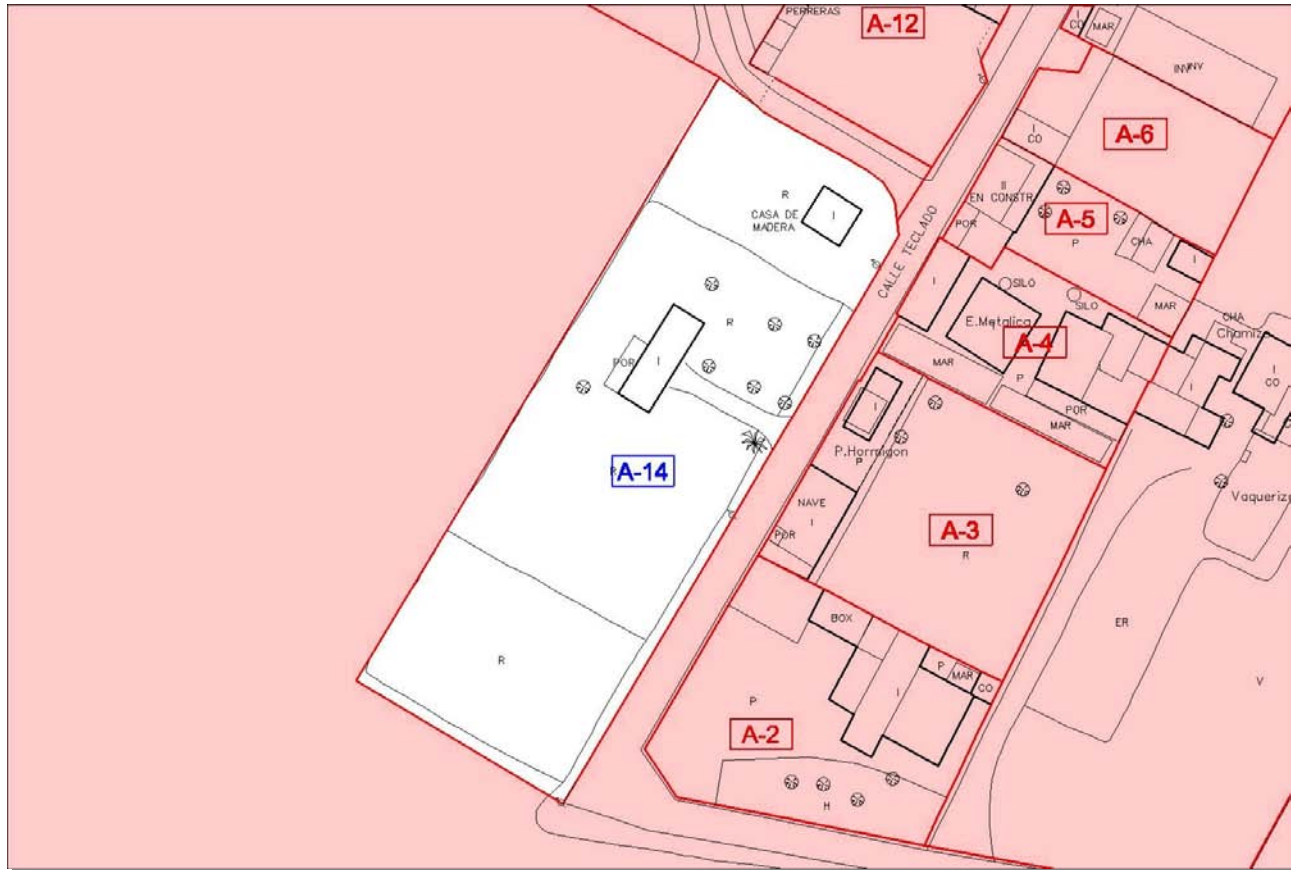 PERRERAS
A-12
I
CO
MAR
INV
INV
I
CO
A-6
II
EN CONSTR
POR
A-5
P
CHA
I
R
CASA DE
MADERA
I
CALLE TECLADO
I
SILO
SILO
MAR
E.Metalica
A-4
CHA
Chamizo
MAR
P
POR
MAR
I
I
CO
R
POR
I
I
P.Hormigon
P
A-14
R
NAVE
I
POR
A-3
R
Vaqueriza
BOX
ER
R
P
MAR
CO
I
V
P
A-2
H